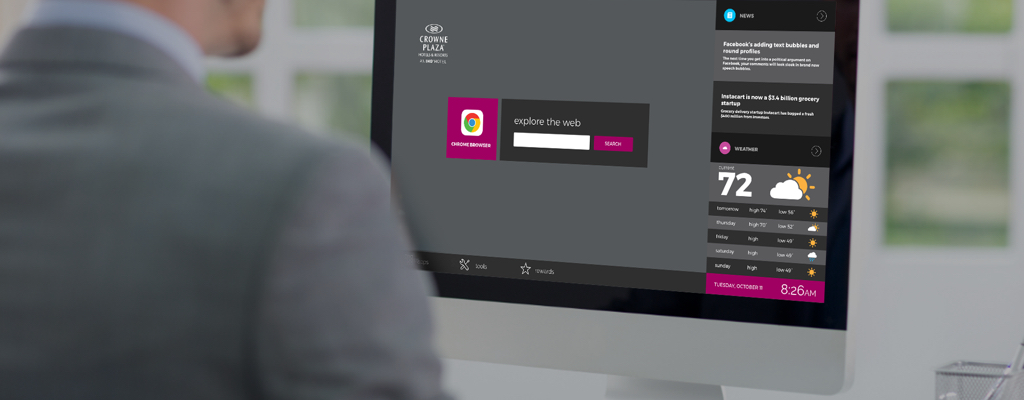 CROWNE
PLAZA
HOTELS & RESORTS
AN IHG HOTEL
CHROME BROWSER
explore the web
SEARCH
tools
rewards
NEWS
Facebook's adding text bubbles and
round profiles
The next time you get into a political argument on
Facebook, your comments will look sleek in brand new
speech bubbles.
Instacart is now a $3.4 billion grocery
startup
Grocery delivery startup Instacart has bagged a fresh
$400 million from investors.
WEATHER
current
72
tomorrow high 74° low 56°
thursday high 70° low 52°
friday high low 49°
saturday high low 46°
sunday high low 49°
TUESDAY, OCTOBER 11 8:26AM